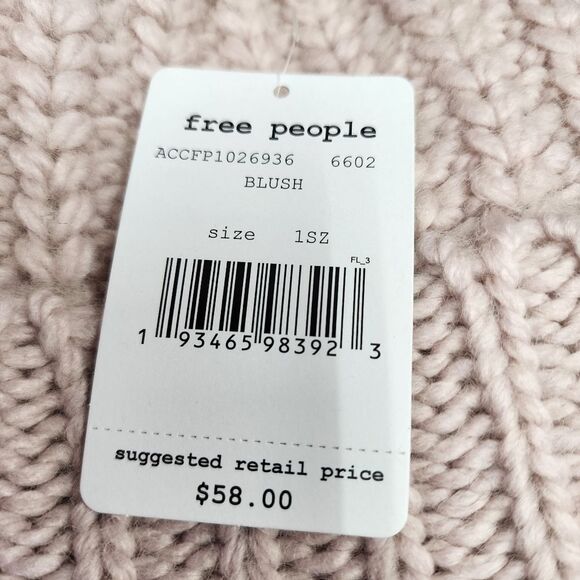 free people
ACCFP1026936 6602
BLUSH
size 1SZ
FL_3
1 93465 98392 3
suggested retail price
$58.00